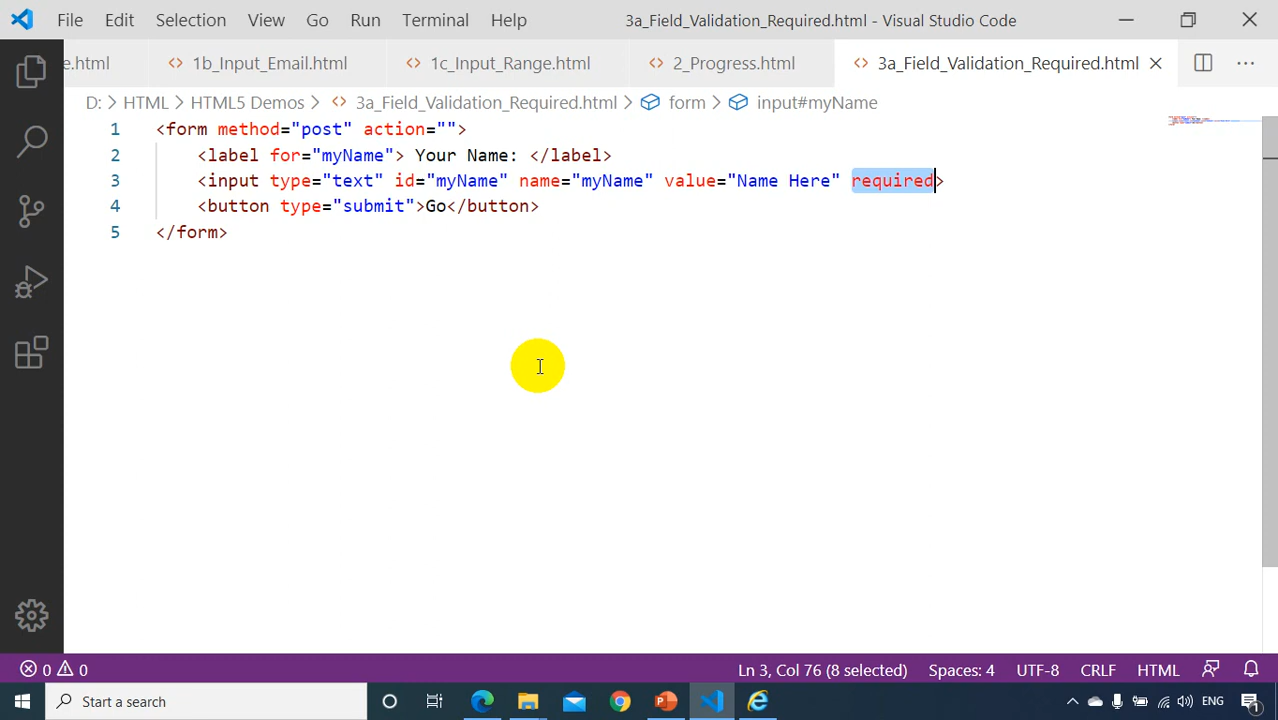 File Edit Selection View Go Run Terminal Help 3a_Field_Validation_Required.html - Visual Studio Code
e.html 1b_Input_Email.html 1c_Input_Range.html 2_Progress.html 3a_Field_Validation_Required.html
D: > HTML > HTML5 Demos > 3a_Field_Validation_Required.html > form > input#myName
1 <form method="post" action="">
2 <label for="myName"> Your Name: </label>
3 <input type="text" id="myName" name="myName" value="Name Here" required>
4 <button type="submit">Go</button>
5 </form>
0 0 Ln 3, Col 76 (8 selected) Spaces: 4 UTF-8 CRLF HTML
Start a search ENG 1